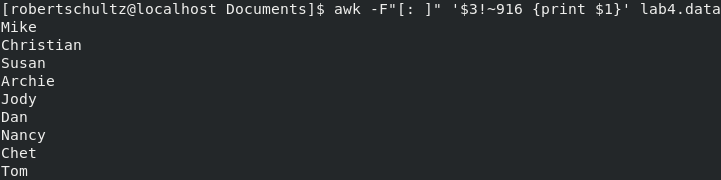 [robertschultz@localhost Documents]$ awk -F"[: ]" '$3!~916 {print $1}' lab4.data
Mike
Christian
Susan
Archie
Jody
Dan
Nancy
Chet
Tom